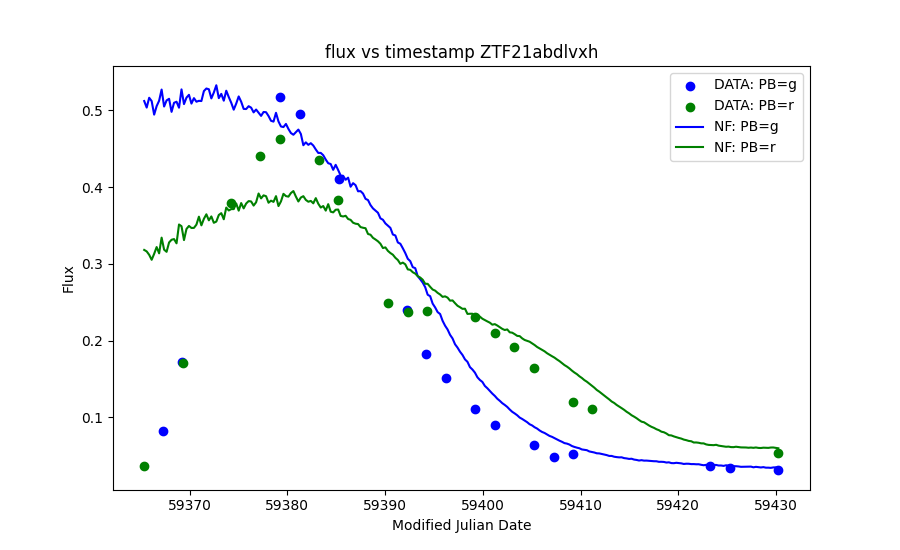 flux vs timestamp ZTF21abdlvxh
DATA: PB=g
DATA: PB=r
NF: PB=g
NF: PB=r
0.5
0.4
0.3
0.2
0.1
Flux
59370 59380 59390 59400 59410 59420 59430
Modified Julian Date